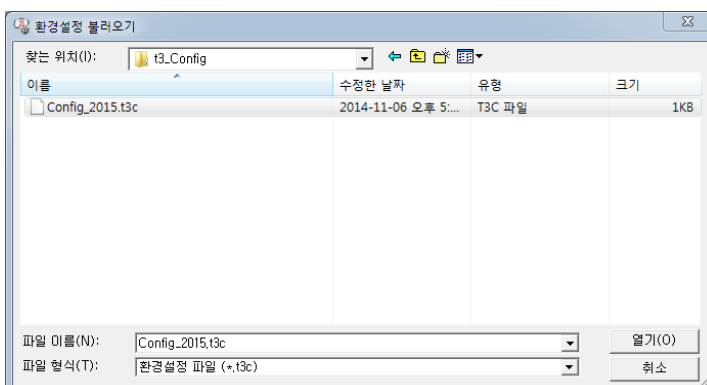 환경설정 불러오기
찾는 위치(I): t3_Config
이름 수정한 날짜 유형 크기
Config_2015.t3c 2014-11-06 오후 5:... T3C 파일 1KB
파일 이름(N): Config_2015.t3c 열기(O)
파일 형식(T): 환경설정 파일 (*.t3c) 취소